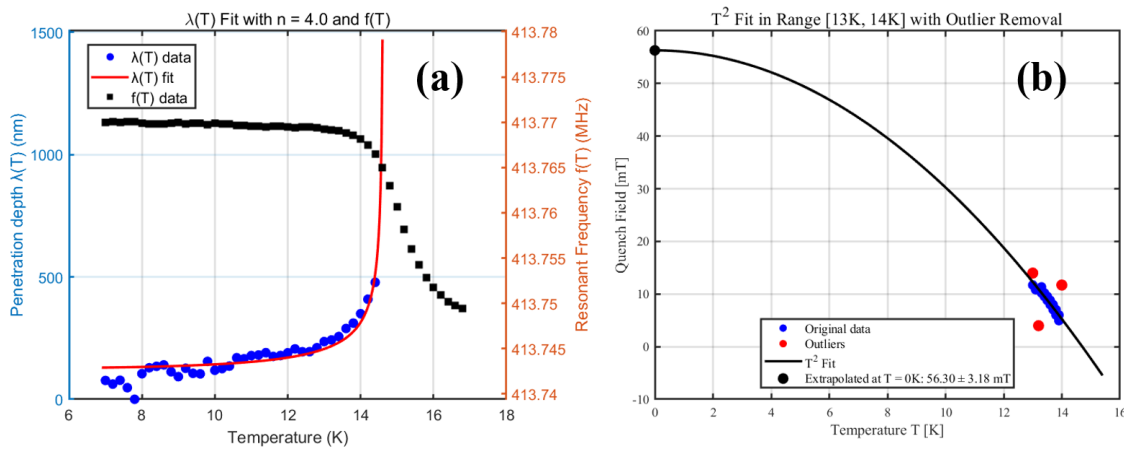 λ(T) Fit with n = 4.0 and f(T)
(a)
λ(T) data
λ(T) fit
f(T) data
Penetration depth λ(T) (nm)
1500
1000
500
0
6 8 10 12 14 16 18
Temperature (K)
413.78
413.775
413.77
413.765
413.76
413.755
413.75
413.745
413.74
Resonant Frequency f(T) (MHz)
T² Fit in Range [13K, 14K] with Outlier Removal
(b)
Quench Field [mT]
60
50
40
30
20
10
0
-10
Original data
Outliers
T² Fit
Extrapolated at T = 0K: 56.30 ± 3.18 mT
0 2 4 6 8 10 12 14 16
Temperature T [K]